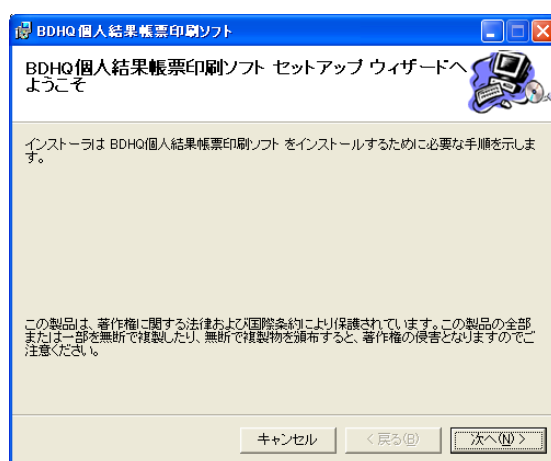 BDHQ個人結果帳票印刷ソフト
BDHQ個人結果帳票印刷ソフト セットアップ ウィザードへ
ようこそ
インストーラは BDHQ個人結果帳票印刷ソフト をインストールするために必要な手順を示しま
す。
この製品は、著作権に関する法律および国際条約により保護されています。この製品の全部
または一部を無断で複製したり、無断で複製物を頒布すると、著作権の侵害となりますのでご
注意ください。
キャンセル
< 戻る(B)
次へ(N) >